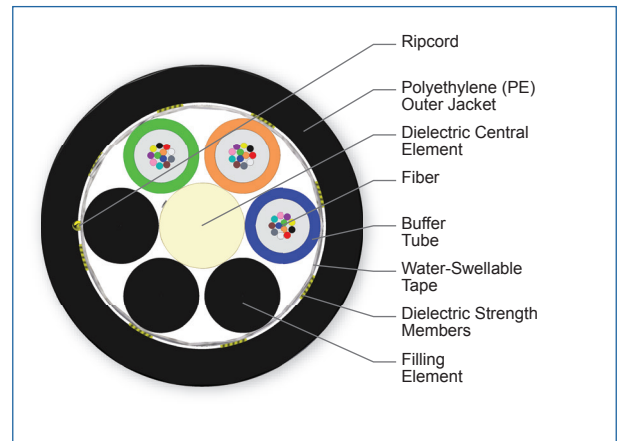 Ripcord
Polyethylene (PE)
Outer Jacket
Dielectric Central
Element
Fiber
Buffer
Tube
Water-Swellable
Tape
Dielectric Strength
Members
Filling
Element